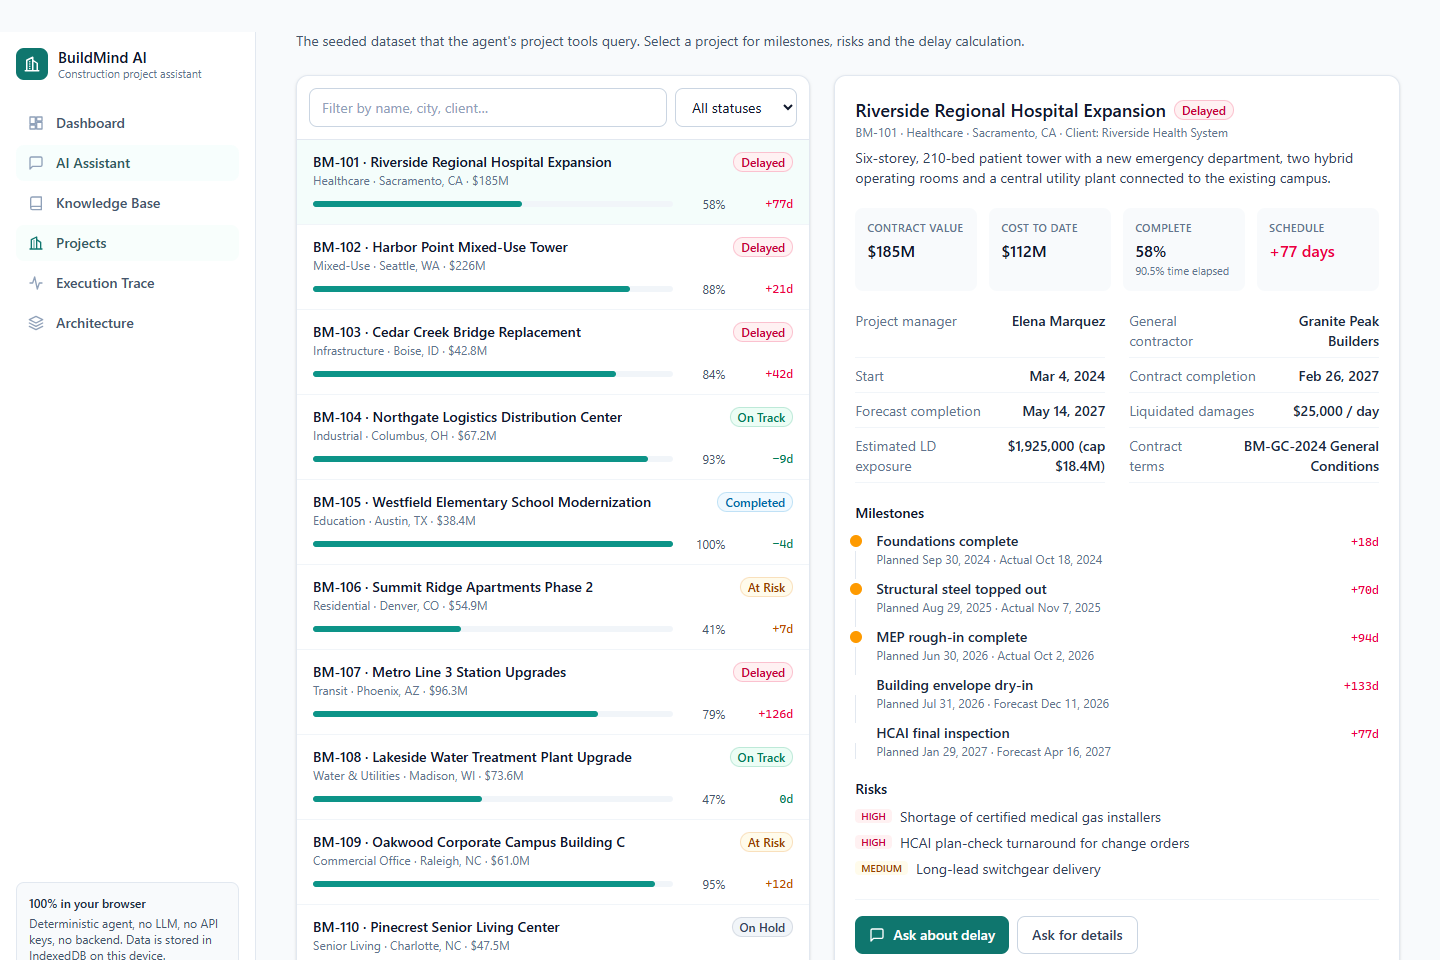 BuildMind AI
Construction project assistant
Dashboard
AI Assistant
Knowledge Base
Projects
Execution Trace
Architecture
100% in your browser
Deterministic agent, no LLM, no API
keys, no backend. Data is stored in
IndexedDB on this device.
The seeded dataset that the agent's project tools query. Select a project for milestones, risks and the delay calculation.
Filter by name, city, client...
All statuses
BM-101 · Riverside Regional Hospital Expansion
Delayed
Healthcare · Sacramento, CA · $185M
58%
+77d
BM-102 · Harbor Point Mixed-Use Tower
Delayed
Mixed-Use · Seattle, WA · $226M
88%
+21d
BM-103 · Cedar Creek Bridge Replacement
Delayed
Infrastructure · Boise, ID · $42.8M
84%
+42d
BM-104 · Northgate Logistics Distribution Center
On Track
Industrial · Columbus, OH · $67.2M
93%
−9d
BM-105 · Westfield Elementary School Modernization
Completed
Education · Austin, TX · $38.4M
100%
−4d
BM-106 · Summit Ridge Apartments Phase 2
At Risk
Residential · Denver, CO · $54.9M
41%
+7d
BM-107 · Metro Line 3 Station Upgrades
Delayed
Transit · Phoenix, AZ · $96.3M
79%
+126d
BM-108 · Lakeside Water Treatment Plant Upgrade
On Track
Water & Utilities · Madison, WI · $73.6M
47%
0d
BM-109 · Oakwood Corporate Campus Building C
At Risk
Commercial Office · Raleigh, NC · $61.0M
95%
+12d
BM-110 · Pinecrest Senior Living Center
On Hold
Senior Living · Charlotte, NC · $47.5M
Riverside Regional Hospital Expansion
Delayed
BM-101 · Healthcare · Sacramento, CA · Client: Riverside Health System
Six-storey, 210-bed patient tower with a new emergency department, two hybrid
operating rooms and a central utility plant connected to the existing campus.
CONTRACT VALUE
$185M
COST TO DATE
$112M
COMPLETE
58%
90.5% time elapsed
SCHEDULE
+77 days
Project manager
Elena Marquez
General
contractor
Granite Peak
Builders
Start
Mar 4, 2024
Contract completion
Feb 26, 2027
Forecast completion
May 14, 2027
Liquidated damages
$25,000 / day
Estimated LD
exposure
$1,925,000 (cap
$18.4M)
Contract
terms
BM-GC-2024 General
Conditions
Milestones
Foundations complete
+18d
Planned Sep 30, 2024 · Actual Oct 18, 2024
Structural steel topped out
+70d
Planned Aug 29, 2025 · Actual Nov 7, 2025
MEP rough-in complete
+94d
Planned Jun 30, 2026 · Actual Oct 2, 2026
Building envelope dry-in
+133d
Planned Jul 31, 2026 · Forecast Dec 11, 2026
HCAI final inspection
+77d
Planned Jan 29, 2027 · Forecast Apr 16, 2027
Risks
HIGH
Shortage of certified medical gas installers
HIGH
HCAI plan-check turnaround for change orders
MEDIUM
Long-lead switchgear delivery
Ask about delay
Ask for details